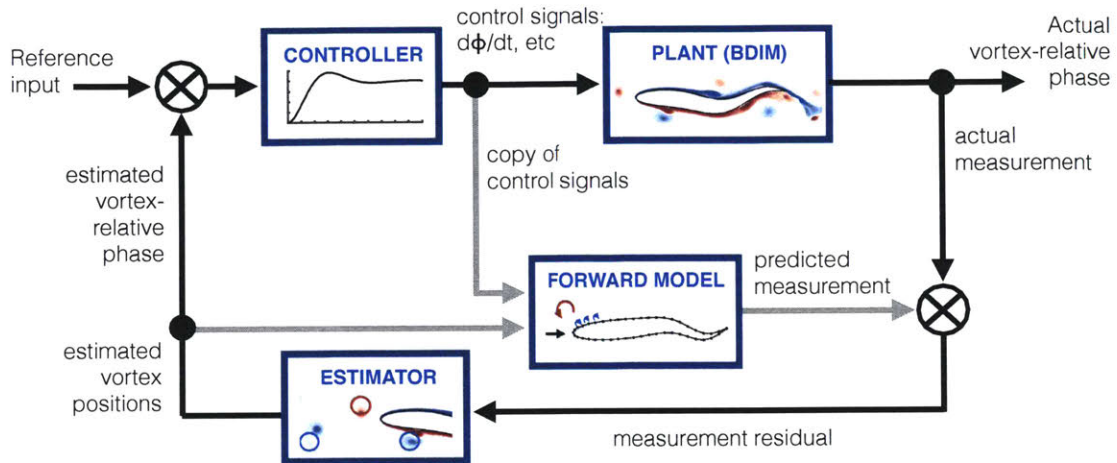 Reference
input
CONTROLLER
control signals:
dϕ/dt, etc
PLANT (BDIM)
Actual
vortex-relative
phase
copy of
control signals
actual
measurement
estimated
vortex-
relative
phase
FORWARD MODEL
predicted
measurement
estimated
vortex
positions
ESTIMATOR
measurement residual